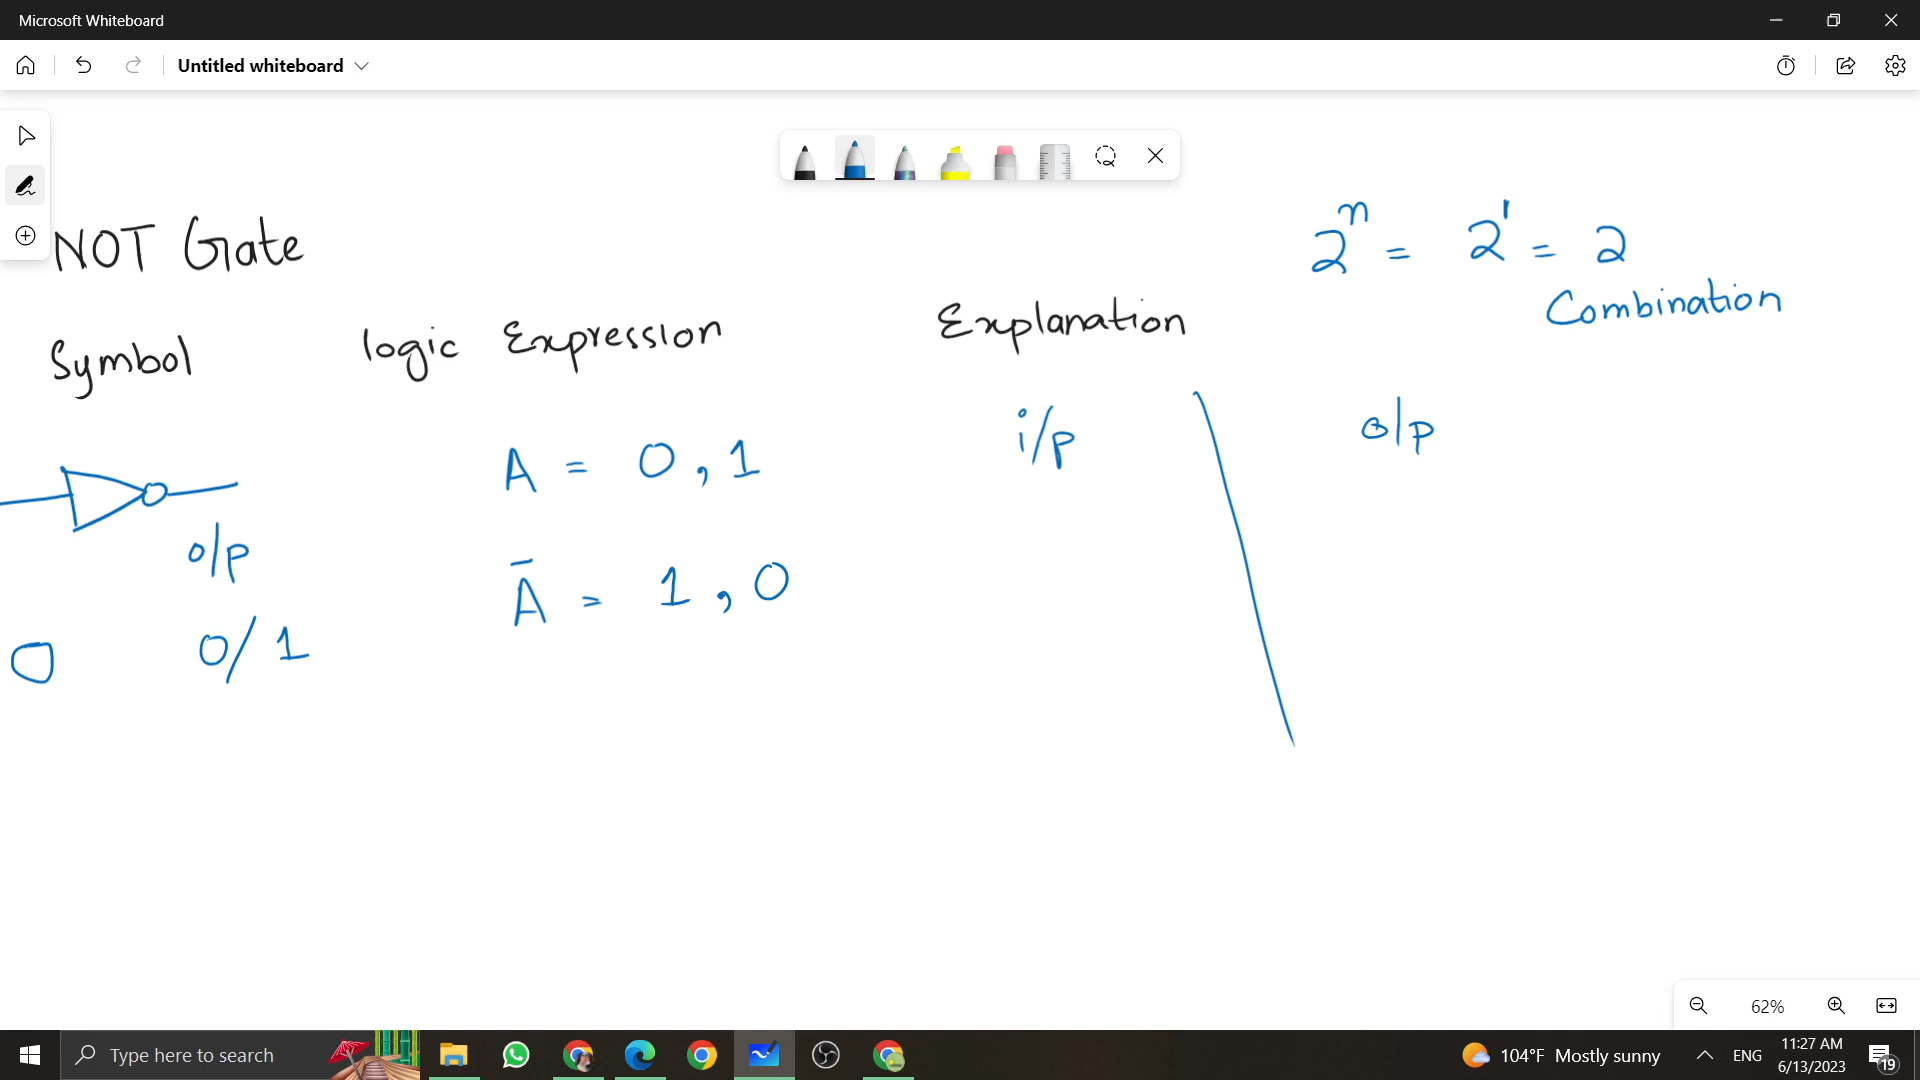 Microsoft Whiteboard
Untitled whiteboard
NOT Gate
2ⁿ = 2¹ = 2
Combination
Symbol
logic Expression
Explanation
i/p
o/p
A = 0, 1
o/p
Ā = 1, 0
0
0/1
62%
Type here to search
104°F Mostly sunny
ENG
11:27 AM
6/13/2023
19